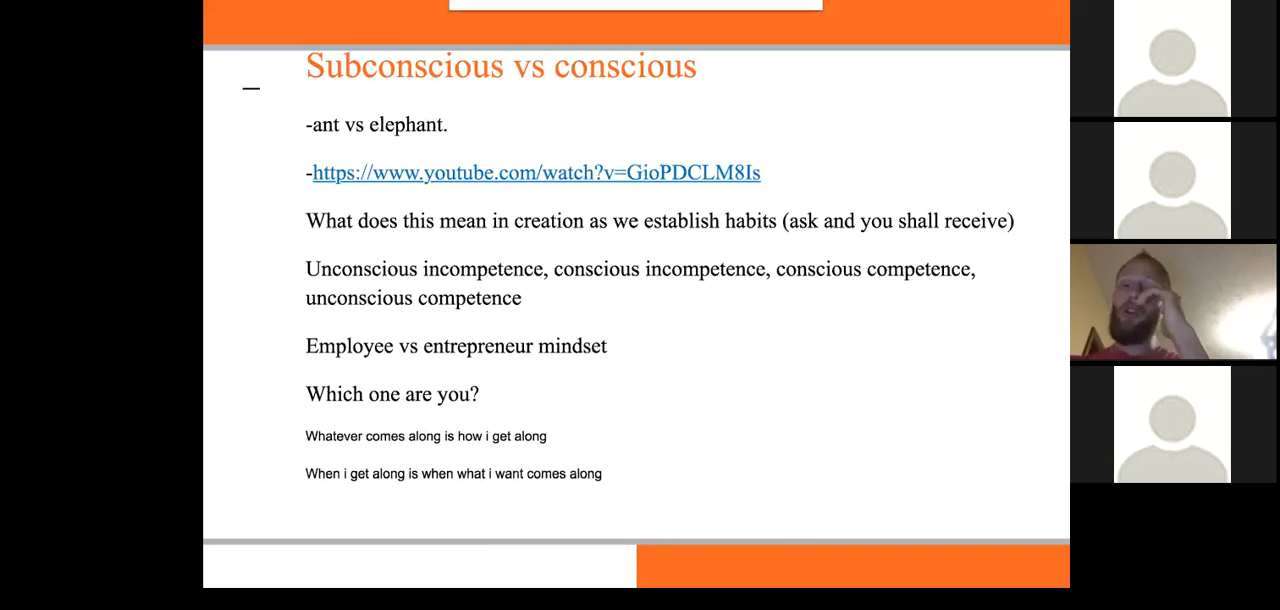 Subconscious vs conscious
-ant vs elephant.
-https://www.youtube.com/watch?v=GioPDCLM8Is
What does this mean in creation as we establish habits (ask and you shall receive)
Unconscious incompetence, conscious incompetence, conscious competence,
unconscious competence
Employee vs entrepreneur mindset
Which one are you?
Whatever comes along is how i get along
When i get along is when what i want comes along